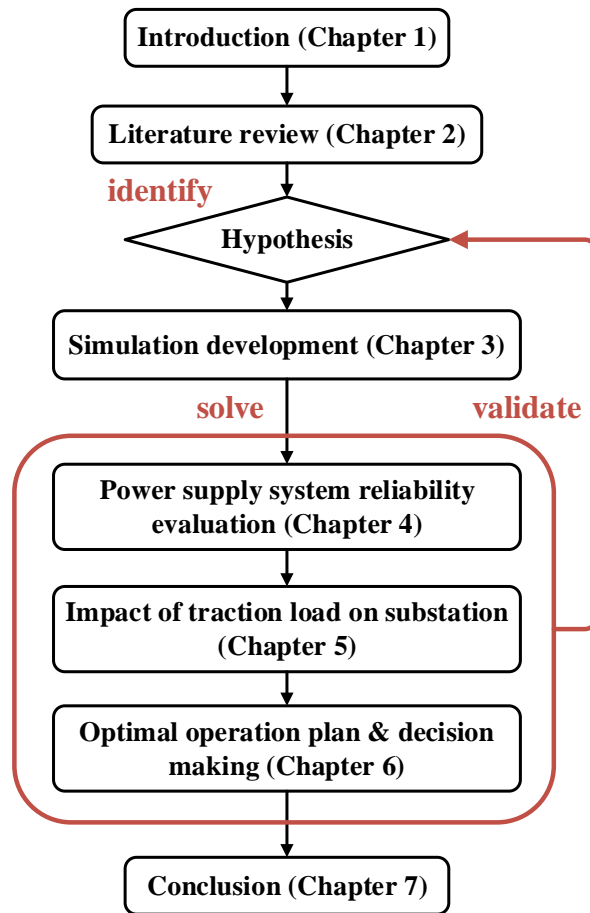 Introduction (Chapter 1)
Literature review (Chapter 2)
identify
Hypothesis
Simulation development (Chapter 3)
solve
validate
Power supply system reliability
evaluation (Chapter 4)
Impact of traction load on substation
(Chapter 5)
Optimal operation plan & decision
making (Chapter 6)
Conclusion (Chapter 7)